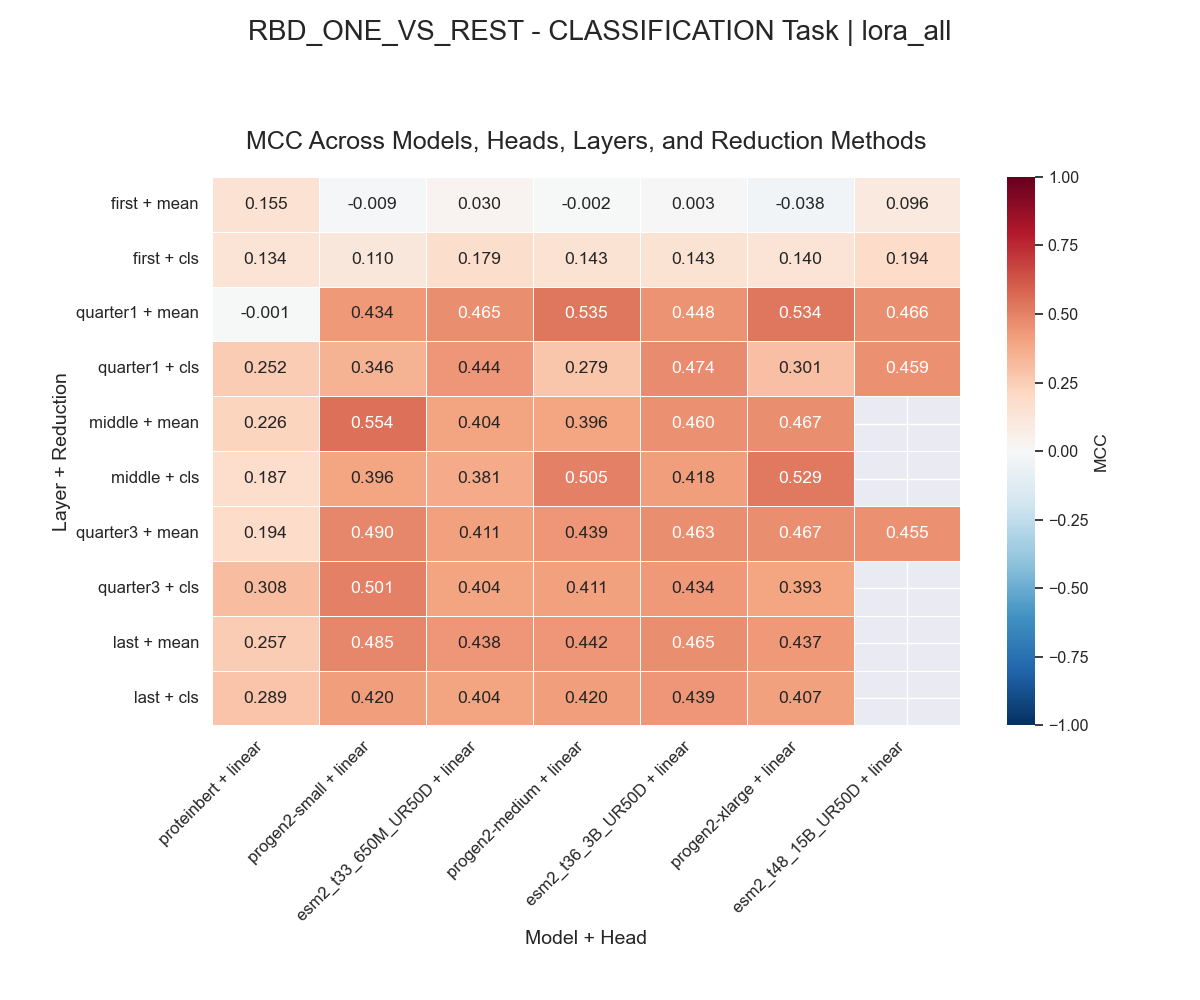 RBD_ONE_VS_REST - CLASSIFICATION Task | lora_all
MCC Across Models, Heads, Layers, and Reduction Methods
first + mean 0.155 -0.009 0.030 -0.002 0.003 -0.038 0.096
first + cls 0.134 0.110 0.179 0.143 0.143 0.140 0.194
quarter1 + mean -0.001 0.434 0.465 0.535 0.448 0.534 0.466
quarter1 + cls 0.252 0.346 0.444 0.279 0.474 0.301 0.459
middle + mean 0.226 0.554 0.404 0.396 0.460 0.467
middle + cls 0.187 0.396 0.381 0.505 0.418 0.529
quarter3 + mean 0.194 0.490 0.411 0.439 0.463 0.467 0.455
quarter3 + cls 0.308 0.501 0.404 0.411 0.434 0.393
last + mean 0.257 0.485 0.438 0.442 0.465 0.437
last + cls 0.289 0.420 0.404 0.420 0.439 0.407
Layer + Reduction
proteinbert + linear
progen2-small + linear
esm2_t33_650M_UR50D + linear
progen2-medium + linear
esm2_t36_3B_UR50D + linear
progen2-xlarge + linear
esm2_t48_15B_UR50D + linear
Model + Head
1.00
0.75
0.50
0.25
0.00
−0.25
−0.50
−0.75
−1.00
MCC